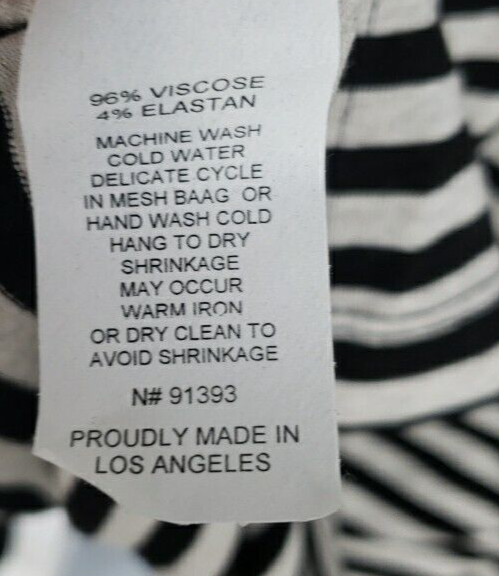 96% VISCOSE
4% ELASTAN
MACHINE WASH
COLD WATER
DELICATE CYCLE
IN MESH BAAG OR
HAND WASH COLD
HANG TO DRY
SHRINKAGE
MAY OCCUR
WARM IRON
OR DRY CLEAN TO
AVOID SHRINKAGE
N# 91393
PROUDLY MADE IN
LOS ANGELES